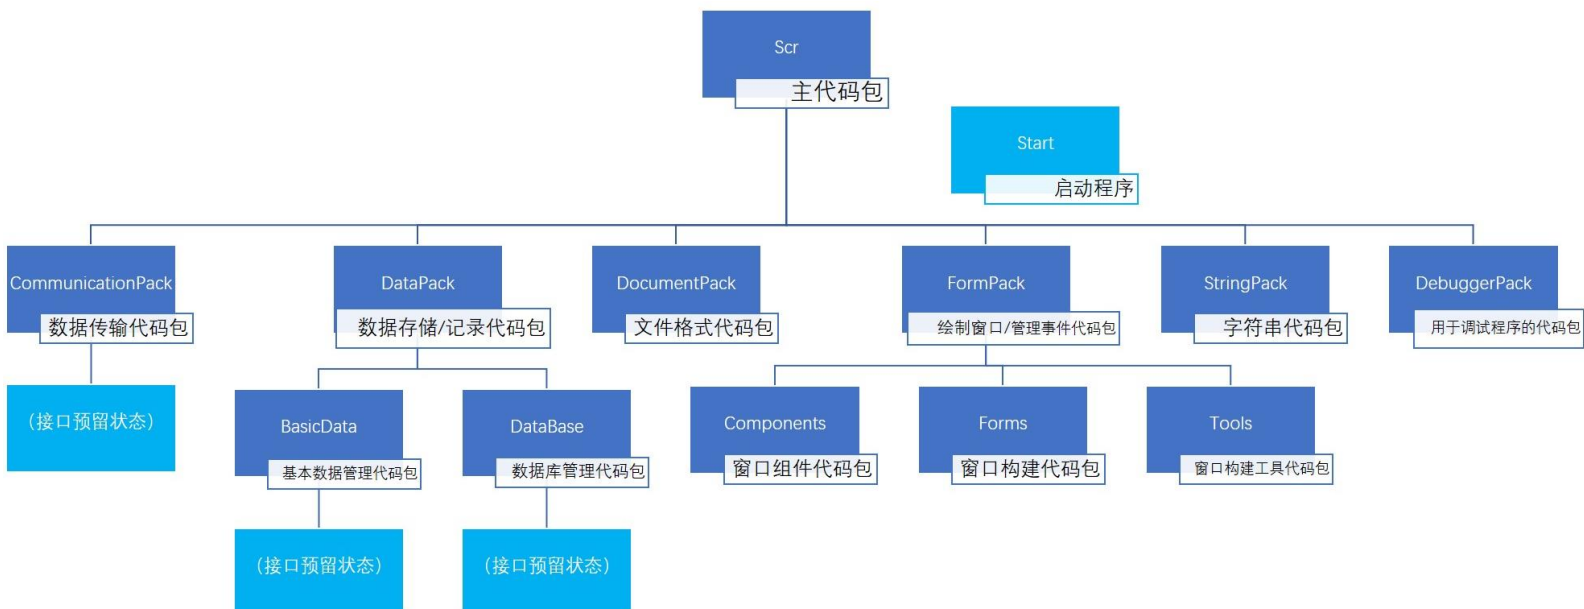 Scr
主代码包
Start
启动程序
CommunicationPack
数据传输代码包
DataPack
数据存储/记录代码包
DocumentPack
文件格式代码包
FormPack
绘制窗口/管理事件代码包
StringPack
字符串代码包
DebuggerPack
用于调试程序的代码包
（接口预留状态）
BasicData
基本数据管理代码包
DataBase
数据库管理代码包
Components
窗口组件代码包
Forms
窗口构建代码包
Tools
窗口构建工具代码包
（接口预留状态）
（接口预留状态）